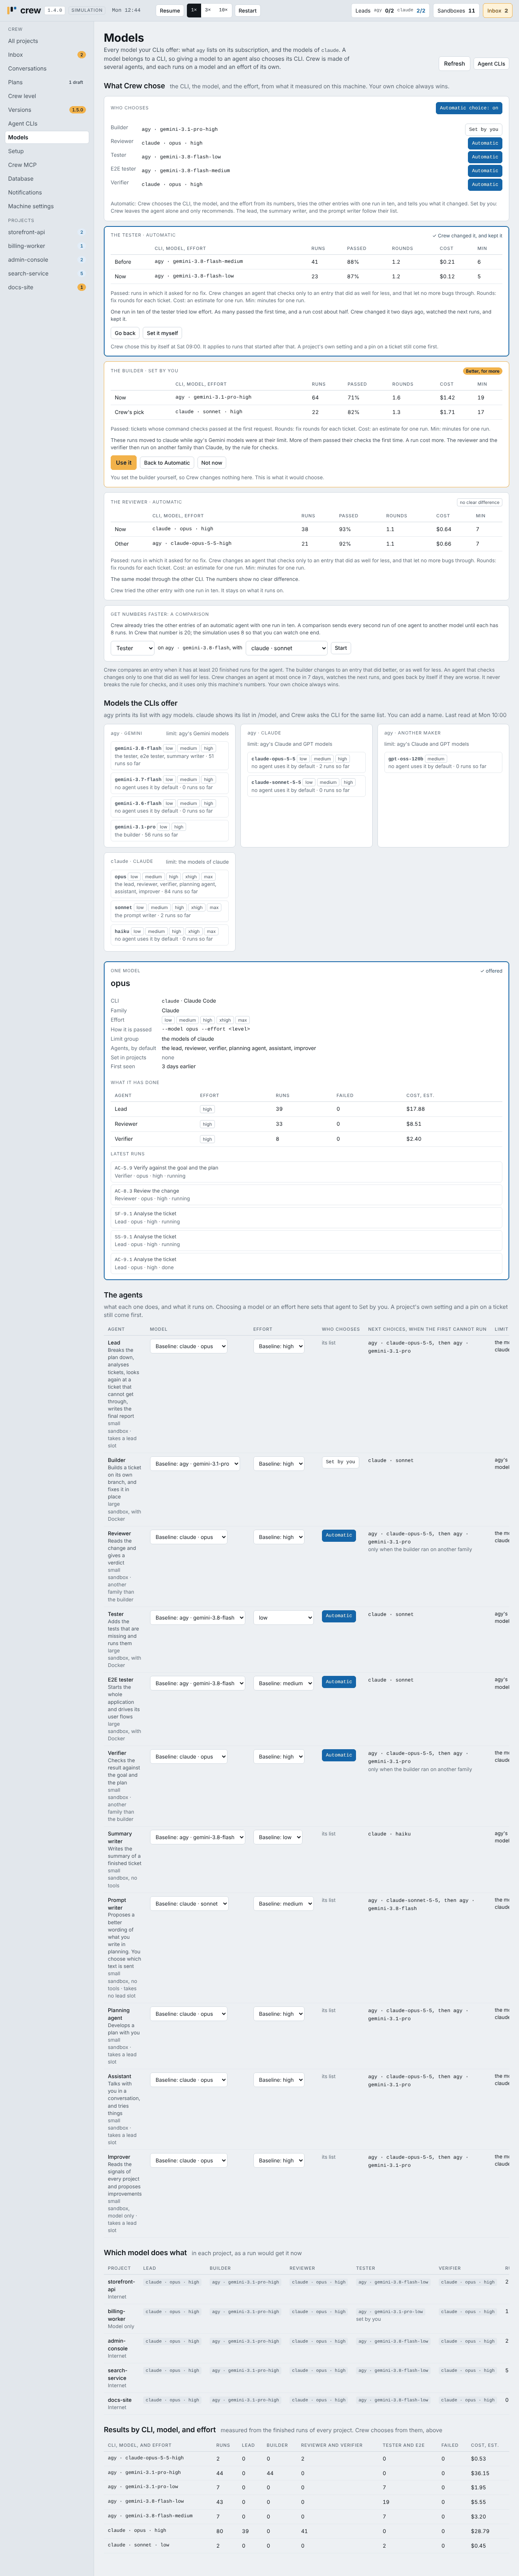 crew 1.4.0 SIMULATION Mon 12:44 Resume 1× 3× 10× Restart Leads agy 0/2 claude 2/2 Sandboxes 11 Inbox 2
CREW
All projects
Inbox 2
Conversations
Plans 1 draft
Crew level
Versions 1.5.0
Agent CLIs
Models
Setup
Crew MCP
Database
Notifications
Machine settings
PROJECTS
storefront-api 2
billing-worker 1
admin-console 2
search-service 5
docs-site 1
Models
Every model your CLIs offer: what agy lists on its subscription, and the models of claude. A
model belongs to a CLI, so giving a model to an agent also chooses its CLI. Crew is made of
several agents, and each runs on a model and an effort of its own.
Refresh Agent CLIs
What Crew chose the CLI, the model, and the effort, from what it measured on this machine. Your own choice always wins.
WHO CHOOSES Automatic choice: on
Builder agy · gemini-3.1-pro-high Set by you
Reviewer claude · opus · high Automatic
Tester agy · gemini-3.8-flash-low Automatic
E2E tester agy · gemini-3.8-flash-medium Automatic
Verifier claude · opus · high Automatic
Automatic: Crew chooses the CLI, the model, and the effort from its own runs on this machine, tries the other entries with one run in ten, and tells you what it changed. Set by you:
Crew leaves the agent alone and only recommends. The lead, the summary writer, and the prompt writer follow their list.
THE TESTER · AUTOMATIC ✓ Crew changed it, and kept it
CLI, MODEL, EFFORT RUNS PASSED ROUNDS COST MIN
Before agy · gemini-3.8-flash-medium 41 88% 1.2 $0.21 6
Now agy · gemini-3.8-flash-low 23 87% 1.2 $0.12 5
Passed: runs in which it asked for no fix. Crew changes an agent that checks only to an entry that did as well for less, and that let no more bugs through. Rounds:
fix rounds for each ticket. Cost: an estimate for one run. Min: minutes for one run.
One run in ten of the tester tried low effort. As many passed the first time, and a run cost about half. Crew changed it two days ago, watched the next runs, and
kept it.
Go back Set it myself
Crew chose this by itself at Sat 09:00. It applies to runs that started after that. A project's own setting and a pin on a ticket still come first.
THE BUILDER · SET BY YOU Better, for more
CLI, MODEL, EFFORT RUNS PASSED ROUNDS COST MIN
Now agy · gemini-3.1-pro-high 64 71% 1.6 $1.42 19
Crew's pick claude · sonnet · high 22 82% 1.3 $1.71 17
Passed: tickets whose command checks passed at the first request. Rounds: fix rounds for each ticket. Cost: an estimate for one run. Min: minutes for one run
These runs moved to claude while agy's Gemini models were at their limit. More of them passed their checks the first time. A run cost more. The reviewer and the
verifier then run on another family than Claude, by the rule for checks.
Use it Back to Automatic Not now
You set the builder yourself, so Crew changes nothing here. This is what it would choose.
THE REVIEWER · AUTOMATIC no clear difference
CLI, MODEL, EFFORT RUNS PASSED ROUNDS COST MIN
Now claude · opus · high 38 93% 1.1 $0.64 7
Other agy · claude-opus-5-5-high 21 92% 1.1 $0.66 7
Passed: runs in which it asked for no fix. Crew changes an agent that checks only to an entry that did as well for less, and that let no more bugs through. Rounds:
fix rounds for each ticket. Cost: an estimate for one run. Min: minutes for one run.
The same model through the other CLI. The numbers show no clear difference.
Crew tried the other entry with one run in ten. It stays on what it runs on.
GET NUMBERS FASTER: A COMPARISON
Crew already tries the other entries of an automatic agent with one run in ten. A comparison sends every second run of one agent to another model until each has
8 runs. In Crew that number is 20; the simulation uses 8 so that you can watch one end.
Tester on agy · gemini-3.8-flash, with claude · sonnet Start
Crew compares an entry when it has at least 20 finished runs for the agent. The builder changes to an entry that did better, or as well for less. An agent that checks
changes only to one that did as well for less. Crew changes an agent at most once in 7 days, watches the next runs, and goes back by itself if they are worse. It never
breaks the rule for checks, and it uses only this machine's numbers. Your own choice always wins.
Models the CLIs offer
agy prints its list with agy models. claude shows its list in /model, and Crew asks the CLI for the same list. You can add a name. Last read at Mon 10:00
agy · GEMINI limit: agy's Gemini models
gemini-3.8-flash low medium high
the tester, e2e tester, summary writer · 51
runs so far
gemini-3.7-flash low medium high
no agent uses it by default · 0 runs so far
gemini-3.6-flash low medium high
no agent uses it by default · 0 runs so far
gemini-3.1-pro low high
the builder · 56 runs so far
agy · CLAUDE
limit: agy's Claude and GPT models
claude-opus-5-5 low medium high
no agent uses it by default · 2 runs so far
claude-sonnet-5-5 low medium high
no agent uses it by default · 0 runs so far
agy · ANOTHER MAKER
limit: agy's Claude and GPT models
gpt-oss-120b medium
no agent uses it by default · 0 runs so far
claude · CLAUDE limit: the models of claude
opus low medium high xhigh max
the lead, reviewer, verifier, planning agent,
assistant, improver · 84 runs so far
sonnet low medium high xhigh max
the prompt writer · 2 runs so far
haiku low medium high xhigh max
no agent uses it by default · 0 runs so far
ONE MODEL ✓ offered
opus
CLI claude · Claude Code
Family Claude
Effort low medium high xhigh max
How it is passed --model opus --effort <level>
Limit group the models of claude
Agents, by default the lead, reviewer, verifier, planning agent, assistant, improver
Set in projects none
First seen 3 days earlier
WHAT IT HAS DONE
AGENT EFFORT RUNS FAILED COST, EST.
Lead high 39 0 $17.88
Reviewer high 33 0 $8.51
Verifier high 8 0 $2.40
LATEST RUNS
AC-5.9 Verify against the goal and the plan
Verifier · opus · high · running
AC-8.3 Review the change
Reviewer · opus · high · running
SF-9.1 Analyse the ticket
Lead · opus · high · running
SS-9.1 Analyse the ticket
Lead · opus · high · running
AC-9.1 Analyse the ticket
Lead · opus · high · done
The agents
what each one does, and what it runs on. Choosing a model or an effort here sets that agent to Set by you. A project's own setting and a pin on a ticket
still come first.
AGENT MODEL EFFORT WHO CHOOSES NEXT CHOICES, WHEN THE FIRST CANNOT RUN LIMIT
Lead Baseline: claude · opus Baseline: high its list agy · claude-opus-5-5, then agy · the m
Breaks the gemini-3.1-pro claude
plan down,
analyses
tickets, looks
again at a
ticket that
cannot get
through,
writes the
final report
small
sandbox ·
takes a lead
slot
Builder Baseline: agy · gemini-3.1-pro Baseline: high Set by you claude · sonnet agy's
Builds a ticket model
on its own
branch, and
fixes it in
place
large
sandbox, with
Docker
Reviewer Baseline: claude · opus Baseline: high Automatic agy · claude-opus-5-5, then agy · the m
Reads the gemini-3.1-pro claude
change and only when the builder ran on another family
gives a
verdict
small
sandbox ·
another
family than
the builder
Tester Baseline: agy · gemini-3.8-flash low Automatic claude · sonnet agy's
Adds the model
tests that are
missing and
runs them
large
sandbox, with
Docker
E2E tester Baseline: agy · gemini-3.8-flash Baseline: medium Automatic claude · sonnet agy's
Starts the model
whole
application
and drives its
user flows
large
sandbox, with
Docker
Verifier Baseline: claude · opus Baseline: high Automatic agy · claude-opus-5-5, then agy · the m
Checks the gemini-3.1-pro claude
result against only when the builder ran on another family
the goal and
the plan
small
sandbox ·
another
family than
the builder
Summary Baseline: agy · gemini-3.8-flash Baseline: low its list claude · haiku agy's
writer model
Writes the
summary of a
finished ticket
small
sandbox, no
tools
Prompt Baseline: claude · sonnet Baseline: medium its list agy · claude-sonnet-5-5, then agy · the m
writer gemini-3.8-flash claude
Proposes a
better
wording of
what you
write in
planning. You
choose which
text is sent
small
sandbox, no
tools · takes
no lead slot
Planning Baseline: claude · opus Baseline: high its list agy · claude-opus-5-5, then agy · the m
agent gemini-3.1-pro claude
Develops a
plan with you
small
sandbox ·
takes a lead
slot
Assistant Baseline: claude · opus Baseline: high its list agy · claude-opus-5-5, then agy · the m
Talks with gemini-3.1-pro claude
you in a
conversation,
and tries
things
small
sandbox ·
takes a lead
slot
Improver Baseline: claude · opus Baseline: high its list agy · claude-opus-5-5, then agy · the m
Reads the gemini-3.1-pro claude
signals of
every project
and proposes
improvements
small
sandbox,
model only ·
takes a lead
slot
Which model does what in each project, as a run would get it now
PROJECT LEAD BUILDER REVIEWER TESTER VERIFIER
storefront- claude · opus · high agy · gemini-3.1-pro-high claude · opus · high agy · gemini-3.8-flash-low claude · opus · high 2
api
Internet
billing- claude · opus · high agy · gemini-3.1-pro-high claude · opus · high agy · gemini-3.1-pro-low claude · opus · high 1
worker set by you
Model only
admin- claude · opus · high agy · gemini-3.1-pro-high claude · opus · high agy · gemini-3.8-flash-low claude · opus · high 2
console
Internet
search- claude · opus · high agy · gemini-3.1-pro-high claude · opus · high agy · gemini-3.8-flash-low claude · opus · high 5
service
Internet
docs-site claude · opus · high agy · gemini-3.1-pro-high claude · opus · high agy · gemini-3.8-flash-low claude · opus · high 0
Internet
Results by CLI, model, and effort measured from the finished runs of every project. Crew chooses from them, above
CLI, MODEL, AND EFFORT RUNS LEAD BUILDER REVIEWER AND VERIFIER TESTER AND E2E FAILED COST, EST.
agy · claude-opus-5-5-high 2 0 0 2 0 0 $0.53
agy · gemini-3.1-pro-high 44 0 44 0 0 0 $36.15
agy · gemini-3.1-pro-low 7 0 0 0 7 0 $1.95
agy · gemini-3.8-flash-low 43 0 0 0 19 0 $5.55
agy · gemini-3.8-flash-medium 7 0 0 0 7 0 $3.20
claude · opus · high 80 39 0 41 0 0 $28.79
claude · sonnet · low 2 0 0 0 2 0 $0.45